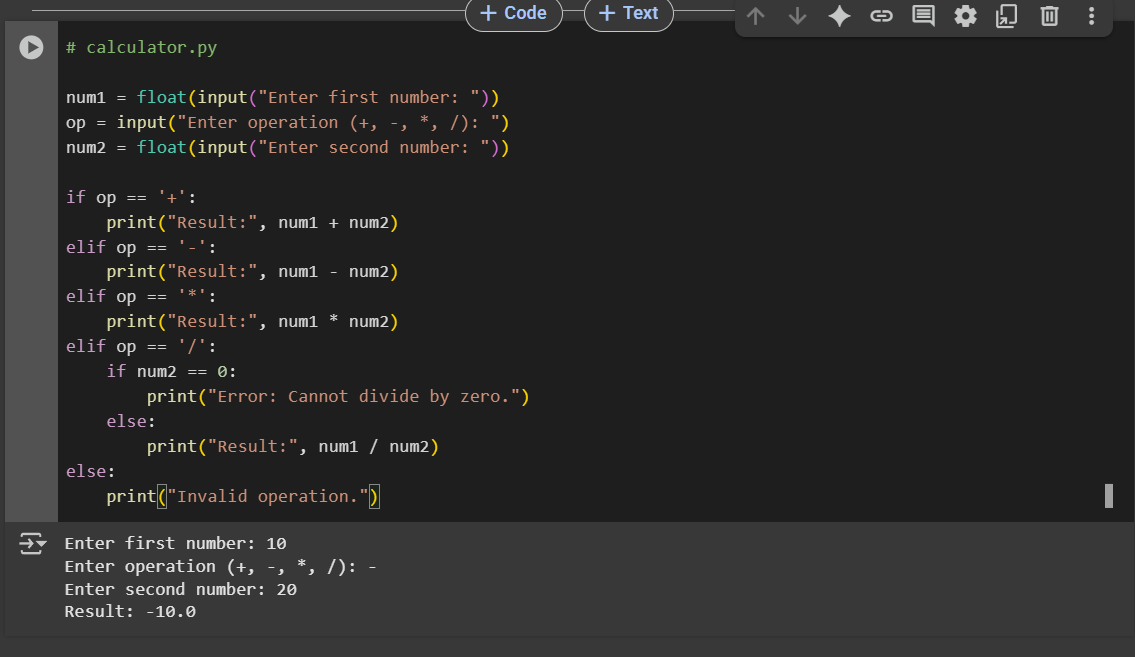 + Code + Text
# calculator.py

num1 = float(input("Enter first number: "))
op = input("Enter operation (+, -, *, /): ")
num2 = float(input("Enter second number: "))

if op == '+':
    print("Result:", num1 + num2)
elif op == '-':
    print("Result:", num1 - num2)
elif op == '*':
    print("Result:", num1 * num2)
elif op == '/':
    if num2 == 0:
        print("Error: Cannot divide by zero.")
    else:
        print("Result:", num1 / num2)
else:
    print("Invalid operation.")
Enter first number: 10
Enter operation (+, -, *, /): -
Enter second number: 20
Result: -10.0